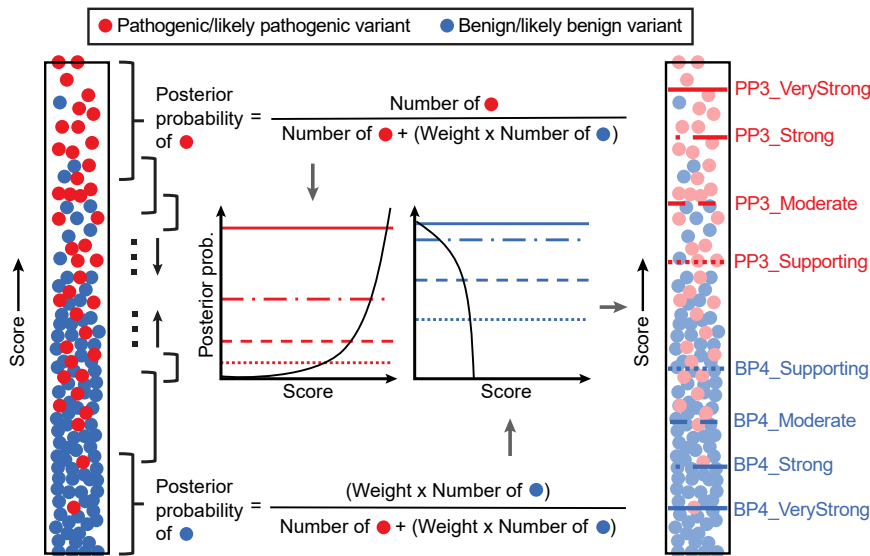 Pathogenic/likely pathogenic variant
Benign/likely benign variant
Posterior
probability
of
=
Number of
Number of + (Weight x Number of )
Score
Posterior prob.
Score
Score
Posterior
probability
of
=
(Weight x Number of )
Number of + (Weight x Number of )
Score
PP3_VeryStrong
PP3_Strong
PP3_Moderate
PP3_Supporting
BP4_Supporting
BP4_Moderate
BP4_Strong
BP4_VeryStrong